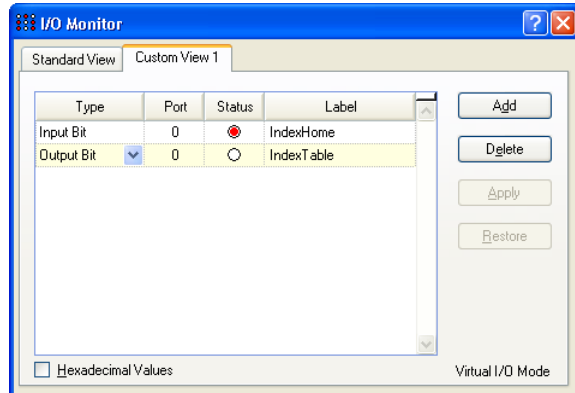 I/O Monitor
Standard View Custom View 1
Type Port Status Label
Input Bit 0 IndexHome
Output Bit 0 IndexTable
Add
Delete
Apply
Restore
Hexadecimal Values
Virtual I/O Mode